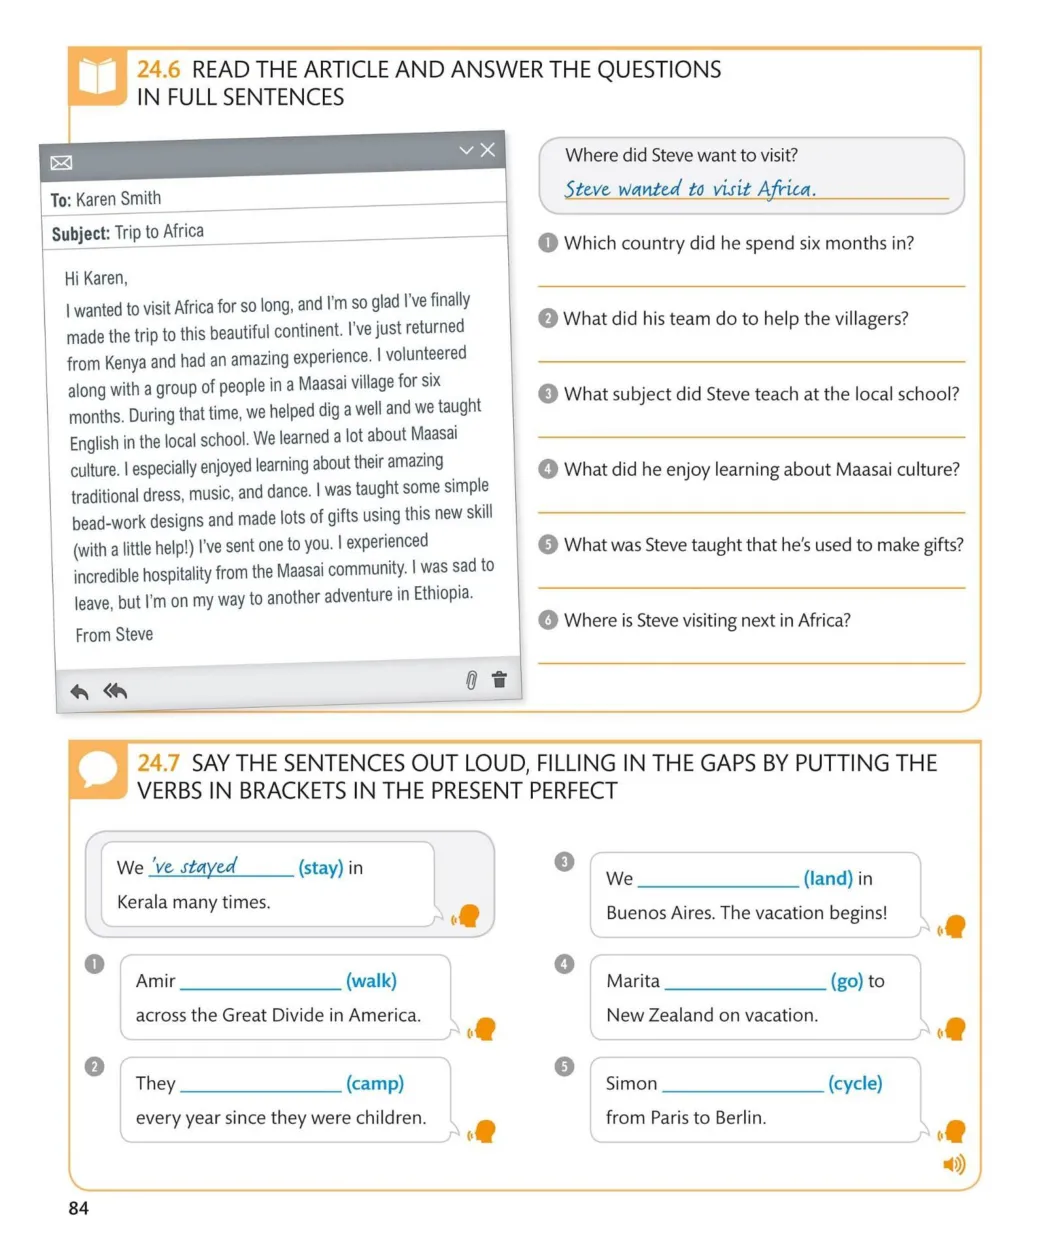 24.6 READ THE ARTICLE AND ANSWER THE QUESTIONS
IN FULL SENTENCES
To: Karen Smith
Subject: Trip to Africa
Hi Karen,
I wanted to visit Africa for so long, and I'm so glad I've finally
made the trip to this beautiful continent. I've just returned
from Kenya and had an amazing experience. I volunteered
along with a group of people in a Maasai village for six
months. During that time, we helped dig a well and we taught
English in the local school. We learned a lot about Maasai
culture. I especially enjoyed learning about their amazing
traditional dress, music, and dance. I was taught some simple
bead-work designs and made lots of gifts using this new skill
(with a little help!) I've sent one to you. I experienced
incredible hospitality from the Maasai community. I was sad to
leave, but I'm on my way to another adventure in Ethiopia.
From Steve
Where did Steve want to visit?
Steve wanted to visit Africa.
1 Which country did he spend six months in?
2 What did his team do to help the villagers?
3 What subject did Steve teach at the local school?
4 What did he enjoy learning about Maasai culture?
5 What was Steve taught that he's used to make gifts?
6 Where is Steve visiting next in Africa?
24.7 SAY THE SENTENCES OUT LOUD, FILLING IN THE GAPS BY PUTTING THE
VERBS IN BRACKETS IN THE PRESENT PERFECT
We 've stayed (stay) in
Kerala many times.
1
Amir (walk)
across the Great Divide in America.
2
They (camp)
every year since they were children.
3
We (land) in
Buenos Aires. The vacation begins!
4
Marita (go) to
New Zealand on vacation.
5
Simon (cycle)
from Paris to Berlin.
84